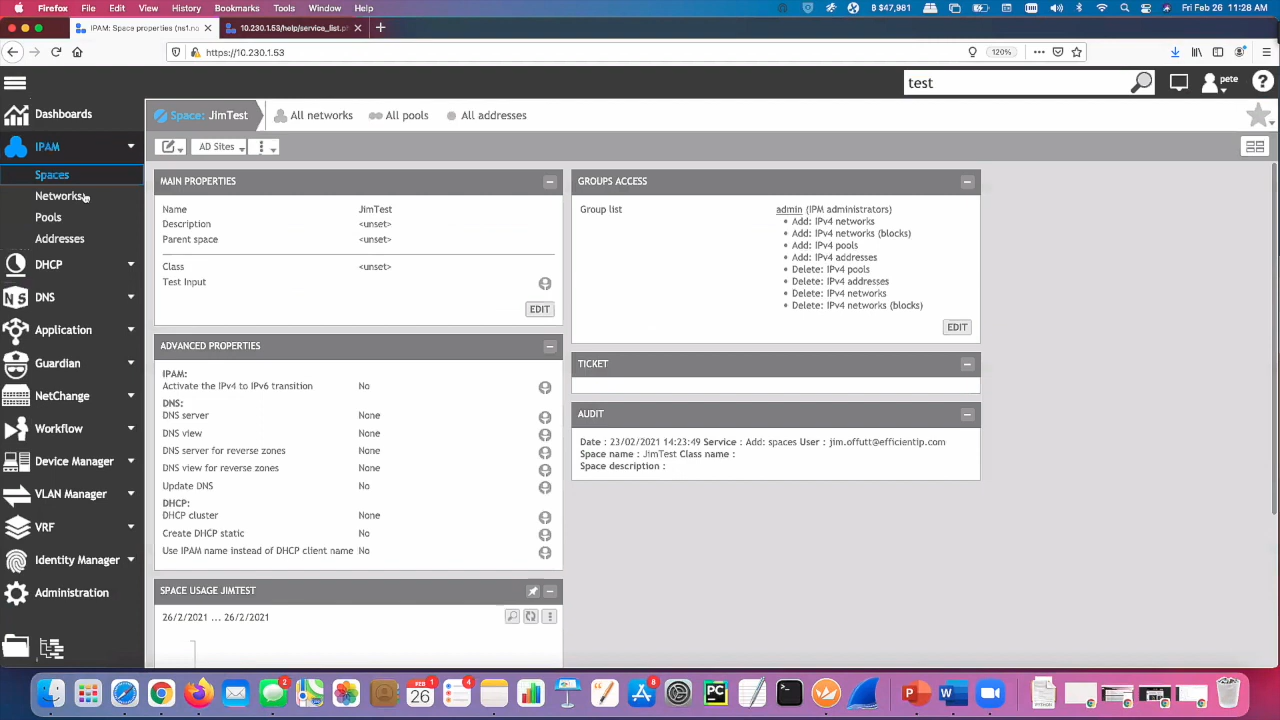 Firefox File Edit View History Bookmarks Tools Window Help
$47,981 Fri Feb 26 11:28 AM
IPAM: Space properties (ns1.no
10.230.1.53/help/service_list.ph
https://10.230.1.53
120%
test
pete
Dashboards
IPAM
Spaces
Networks
Pools
Addresses
DHCP
DNS
Application
Guardian
NetChange
Workflow
Device Manager
VLAN Manager
VRF
Identity Manager
Administration
Space: JimTest
All networks
All pools
All addresses
AD Sites
MAIN PROPERTIES
Name JimTest
Description <unset>
Parent space <unset>
Class <unset>
Test Input
EDIT
ADVANCED PROPERTIES
IPAM:
Activate the IPv4 to IPv6 transition No
DNS:
DNS server None
DNS view None
DNS server for reverse zones None
DNS view for reverse zones None
Update DNS No
DHCP:
DHCP cluster None
Create DHCP static No
Use IPAM name instead of DHCP client name No
SPACE USAGE JIMTEST
26/2/2021 ... 26/2/2021
GROUPS ACCESS
Group list admin (IPM administrators)
• Add: IPv4 networks
• Add: IPv4 networks (blocks)
• Add: IPv4 pools
• Add: IPv4 addresses
• Delete: IPv4 pools
• Delete: IPv4 addresses
• Delete: IPv4 networks
• Delete: IPv4 networks (blocks)
EDIT
TICKET
AUDIT
Date : 23/02/2021 14:23:49 Service : Add: spaces User : jim.offutt@efficientip.com
Space name : JimTest Class name :
Space description :